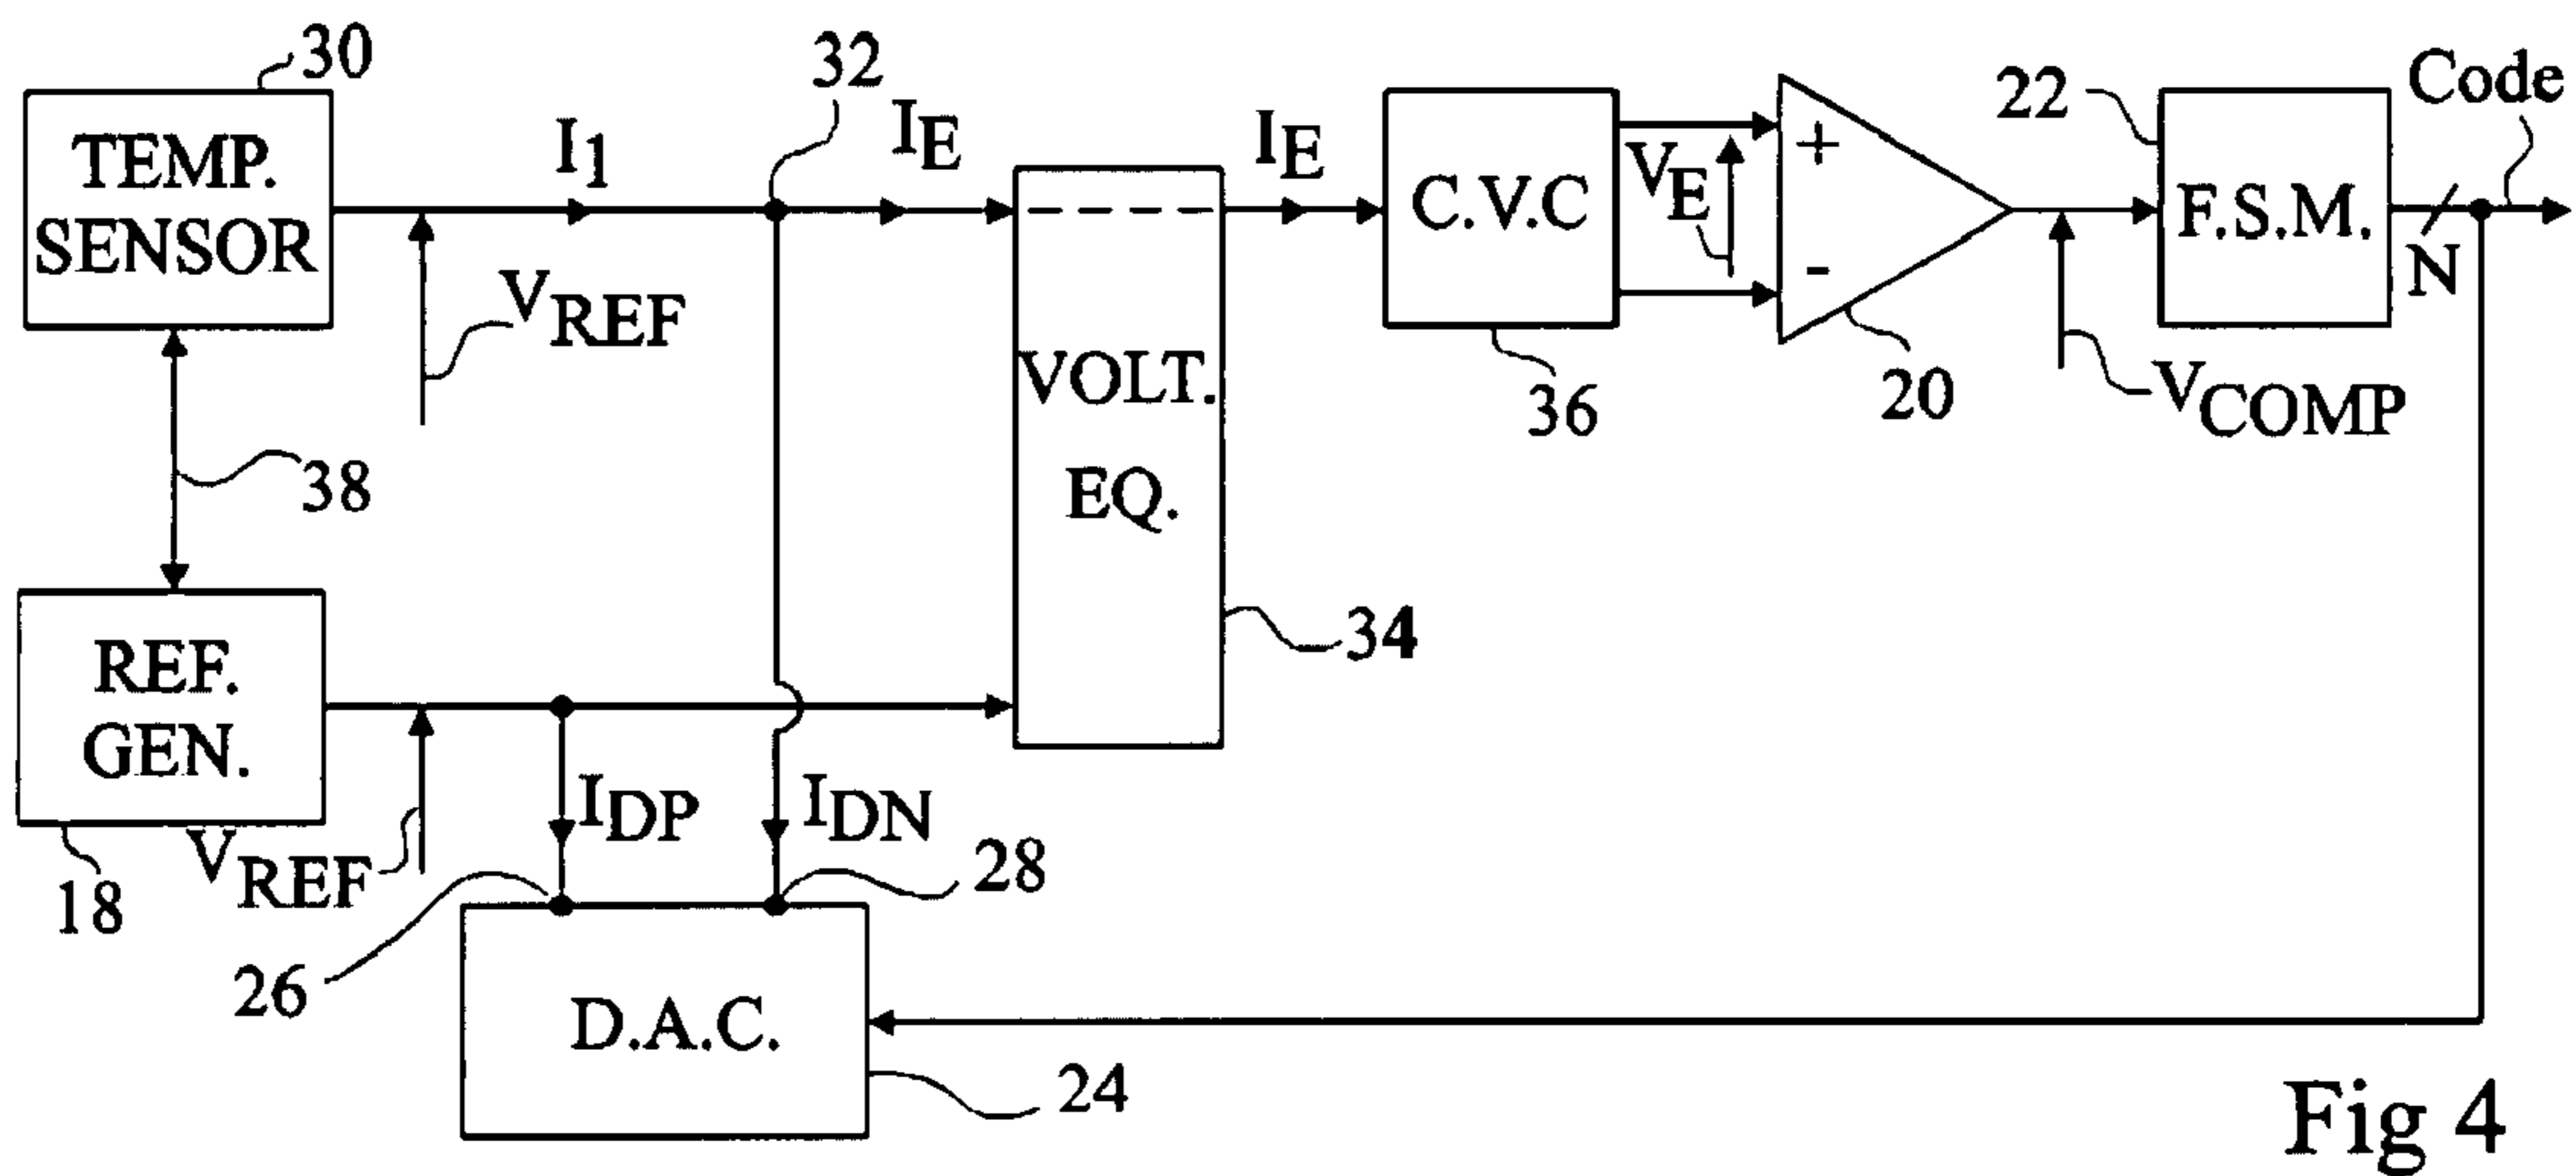 30
TEMP.
SENSOR
I1
32
IE
IE
C.V.C
VE
+
-
22
F.S.M.
Code
N
VREF
VOLT.
EQ.
36
20
VCOMP
38
34
REF.
GEN.
IDP
IDN
VREF
18
28
26
D.A.C.
24
Fig 4